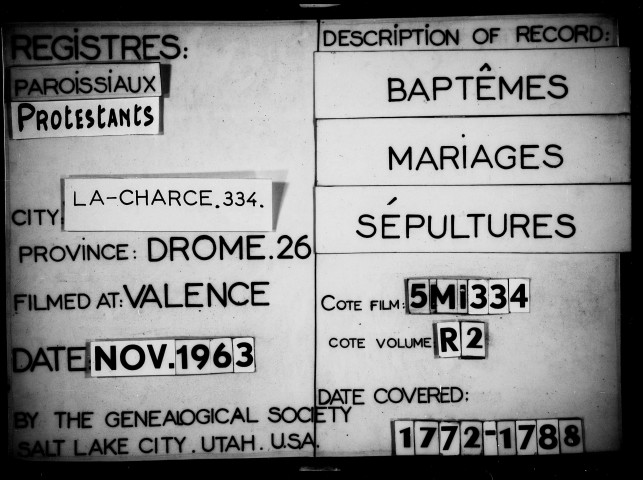 REGISTRES:
PAROISSIAUX
PROTESTANTS
CITY: LA-CHARCE.334.
PROVINCE: DROME.26
FILMED AT: VALENCE
DATE NOV.1963
BY THE GENEALOGICAL SOCIETY
SALT LAKE CITY. UTAH. U.S.A.
DESCRIPTION OF RECORD:
BAPTÊMES
MARIAGES
SÉPULTURES
COTE FILM: 5Mi334
COTE VOLUME R2
DATE COVERED:
1772-1788